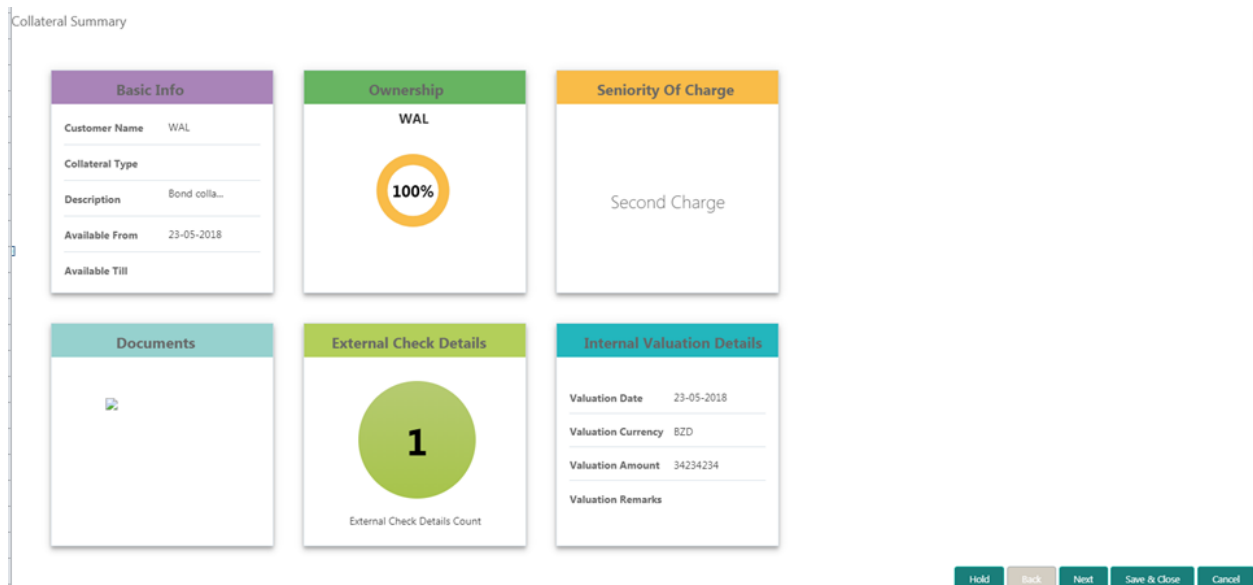 Collateral Summary
Basic Info
Customer Name WAL
Collateral Type
Description Bond colla...
Available From 23-05-2018
Available Till
Ownership
WAL
100%
Seniority Of Charge
Second Charge
Documents
External Check Details
1
External Check Details Count
Internal Valuation Details
Valuation Date 23-05-2018
Valuation Currency BZD
Valuation Amount 34234234
Valuation Remarks
Hold Back Next Save & Close Cancel